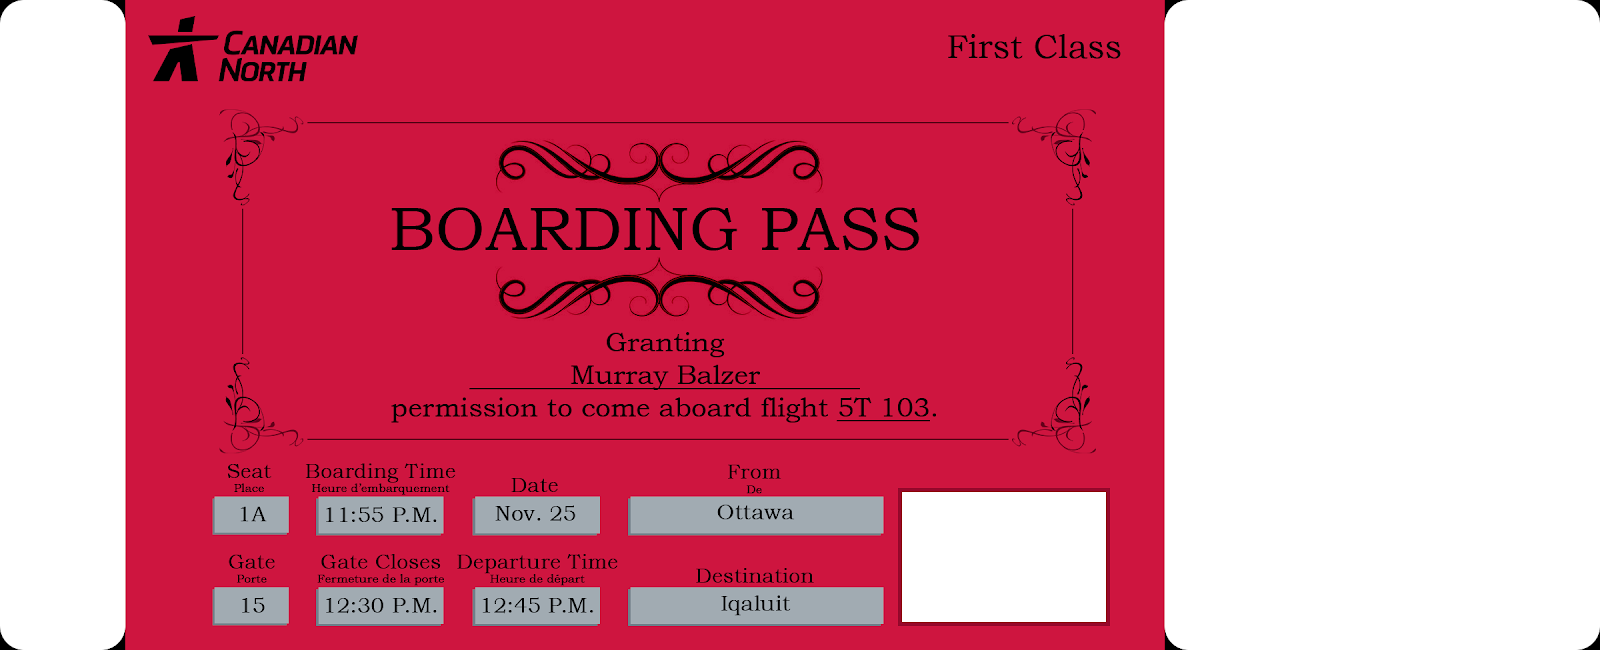 CANADIAN
NORTH
First Class
BOARDING PASS
Granting
Murray Balzer
permission to come aboard flight 5T 103.
Seat
Place
1A
Boarding Time
Heure d'embarquement
11:55 P.M.
Date
Nov. 25
From
De
Ottawa
Gate
Porte
15
Gate Closes
Fermeture de la porte
12:30 P.M.
Departure Time
Heure de départ
12:45 P.M.
Destination
Iqaluit